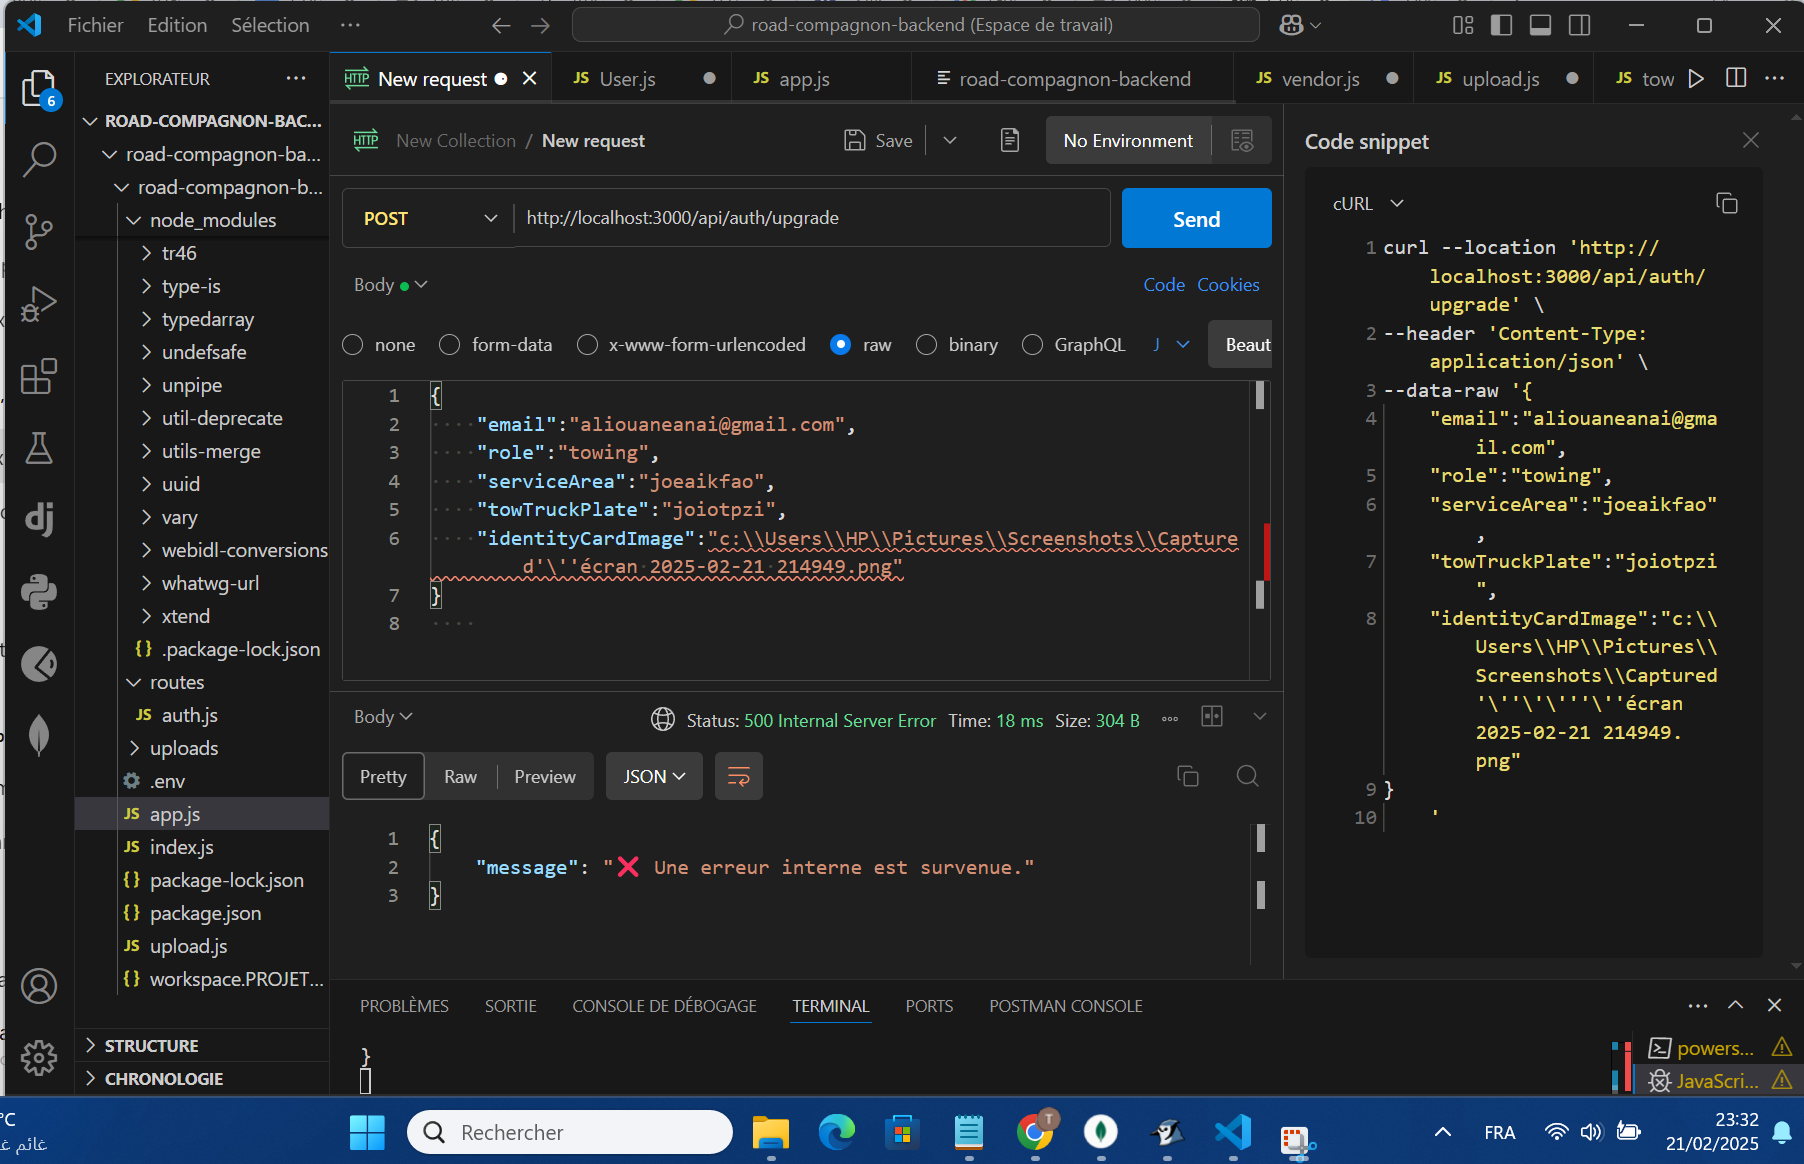 Fichier Edition Sélection ···
road-compagnon-backend (Espace de travail)
EXPLORATEUR ···
HTTP New request
JS User.js
JS app.js
road-compagnon-backend
JS vendor.js
JS upload.js
JS tow
6
ROAD-COMPAGNON-BAC...
road-compagnon-ba...
road-compagnon-b...
node_modules
tr46
type-is
typedarray
undefsafe
unpipe
util-deprecate
utils-merge
uuid
vary
webidl-conversions
whatwg-url
xtend
{} .package-lock.json
routes
JS auth.js
uploads
.env
JS app.js
JS index.js
{} package-lock.json
{} package.json
JS upload.js
{} workspace.PROJET...
STRUCTURE
CHRONOLOGIE
dj
HTTP New Collection / New request
Save
No Environment
POST http://localhost:3000/api/auth/upgrade
Send
Body
Code Cookies
none form-data x-www-form-urlencoded raw binary GraphQL J Beaut
1 {
2 ····"email":"aliouaneanai@gmail.com",
3 ····"role":"towing",
4 ····"serviceArea":"joeaikfao",
5 ····"towTruckPlate":"joiotpzi",
6 ····"identityCardImage":"c:\\Users\\HP\\Pictures\\Screenshots\\Capture
d'\''écran·2025-02-21·214949.png"
7 }
8 ····
Body
Status: 500 Internal Server Error Time: 18 ms Size: 304 B
Pretty Raw Preview JSON
1 {
2 "message": "❌ Une erreur interne est survenue."
3 }
Code snippet
cURL
1 curl --location 'http://
localhost:3000/api/auth/
upgrade' \
2 --header 'Content-Type:
application/json' \
3 --data-raw '{
4 "email":"aliouaneanai@gma
il.com",
5 "role":"towing",
6 "serviceArea":"joeaikfao"
,
7 "towTruckPlate":"joiotpzi
",
8 "identityCardImage":"c:\\
Users\\HP\\Pictures\\
Screenshots\\Captured
'\''\'\'''\''écran
2025-02-21 214949.
png"
9 }
10 '
PROBLÈMES SORTIE CONSOLE DE DÉBOGAGE TERMINAL PORTS POSTMAN CONSOLE
}
powers...
JavaScri...
°C
Rechercher
T
FRA
23:32
21/02/2025